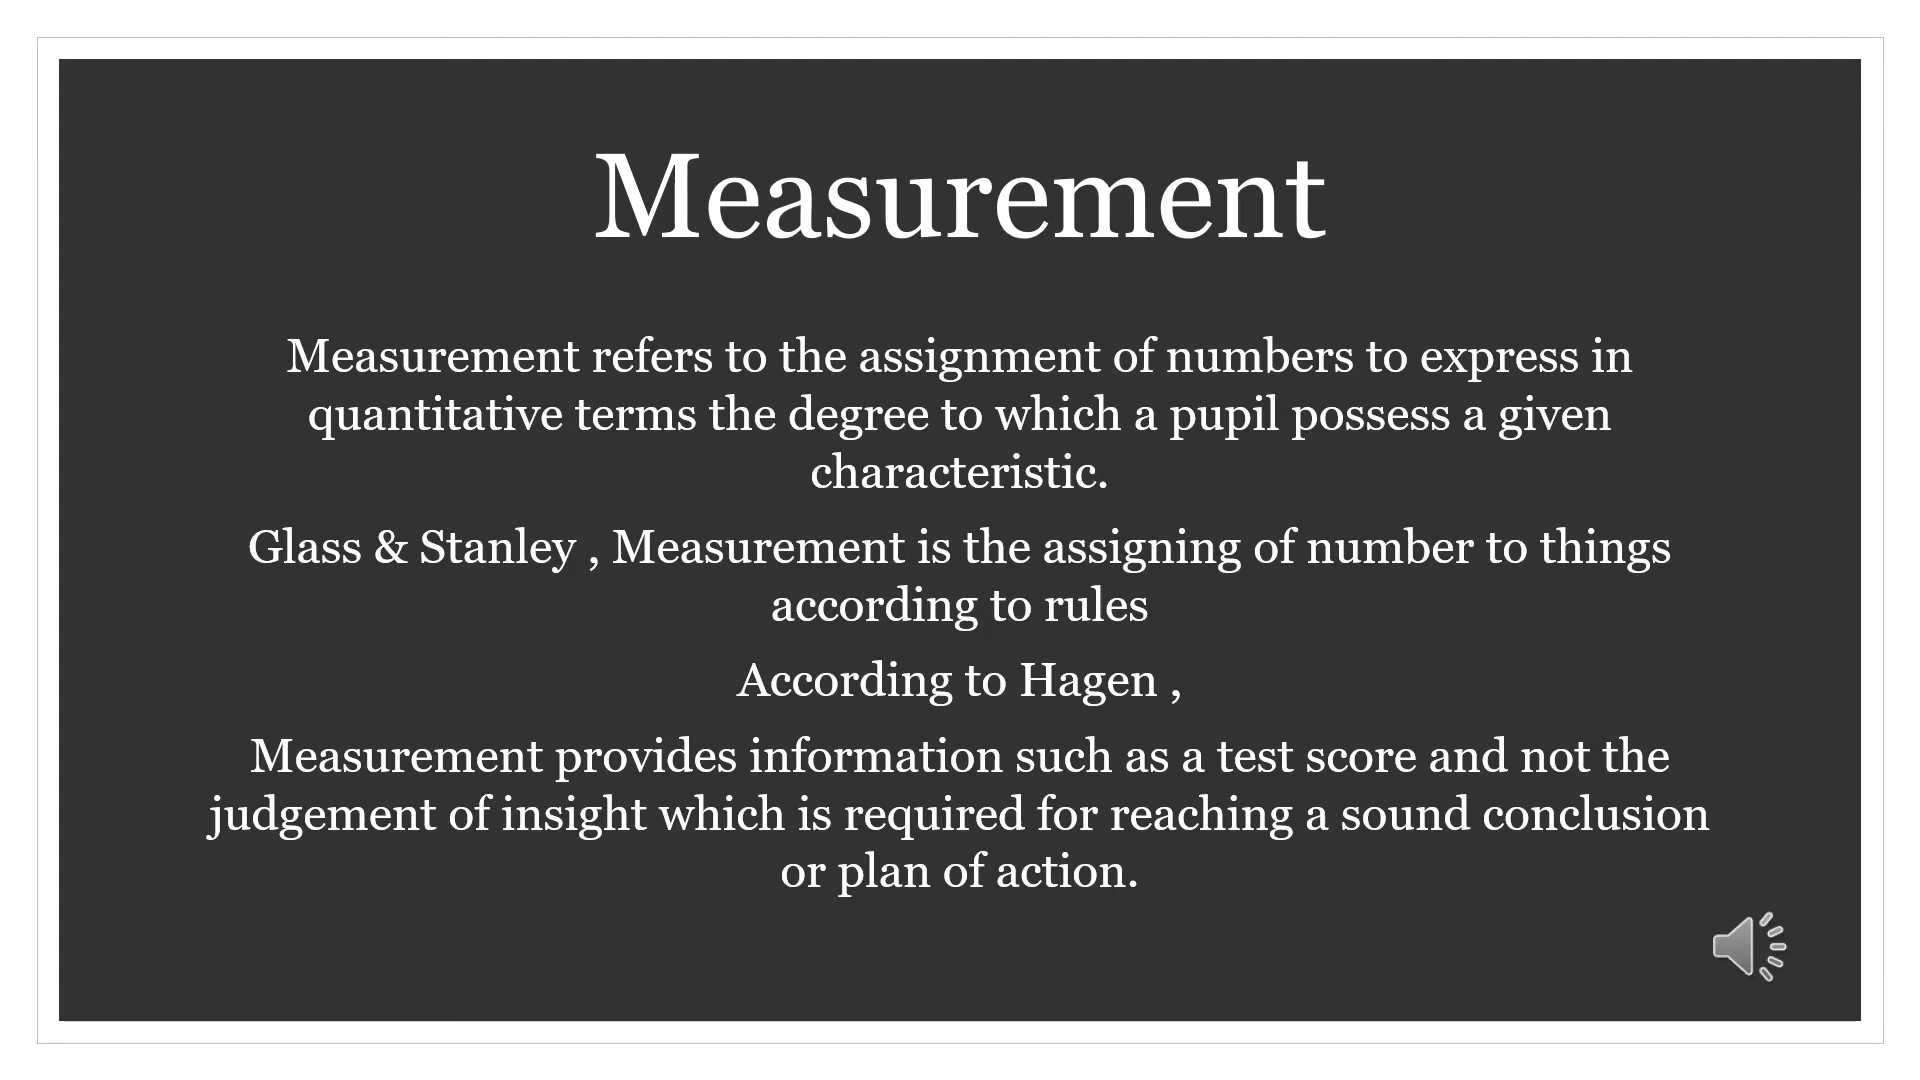 Measurement
Measurement refers to the assignment of numbers to express in
quantitative terms the degree to which a pupil possess a given
characteristic.
Glass & Stanley , Measurement is the assigning of number to things
according to rules
According to Hagen ,
Measurement provides information such as a test score and not the
judgement of insight which is required for reaching a sound conclusion
or plan of action.